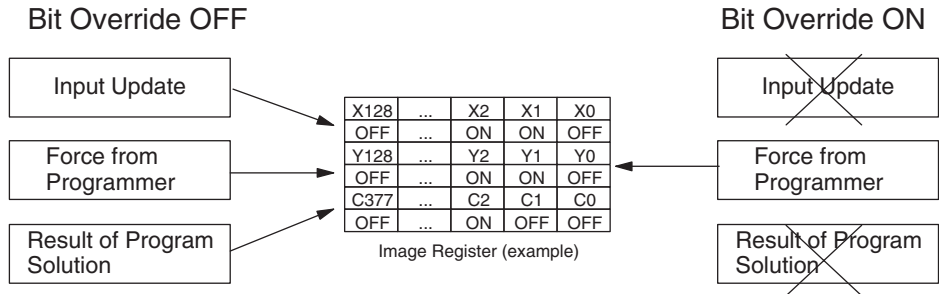 Bit Override OFF
Bit Override ON
Input Update
Force from
Programmer
Result of Program
Solution
X128 ... X2 X1 X0
OFF ... ON ON OFF
Y128 ... Y2 Y1 Y0
OFF ... ON ON OFF
C377 ... C2 C1 C0
OFF ... ON OFF OFF
Image Register (example)
Input Update
Force from
Programmer
Result of Program
Solution